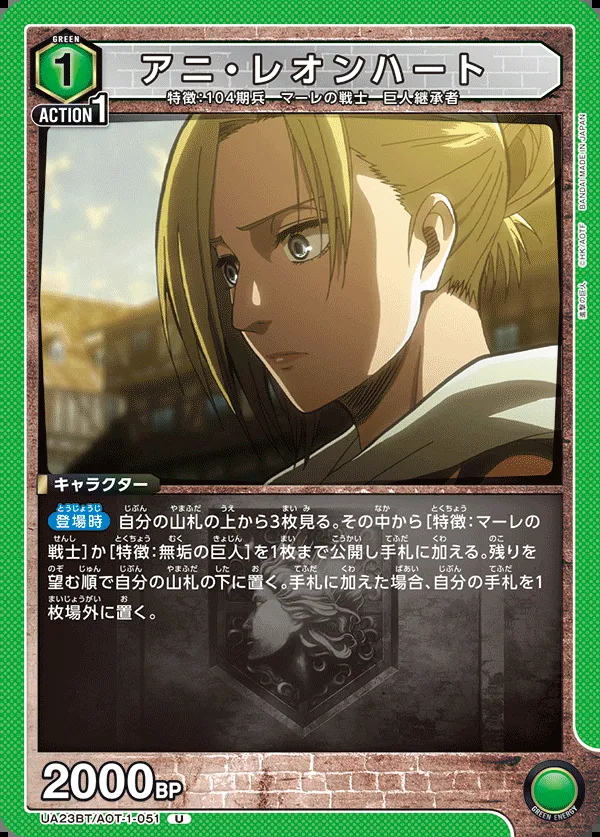 GREEN
1
ACTION 1
アニ・レオンハート
特徴:104期兵 マーレの戦士 巨人継承者
進撃の巨人 ©HK/AOTF BANDAI MADE IN JAPAN
キャラクター
登場時 自分の山札の上から3枚見る。その中から[特徴:マーレの
戦士]か[特徴:無垢の巨人]を1枚まで公開し手札に加える。残りを
望む順で自分の山札の下に置く。手札に加えた場合、自分の手札を1
枚場外に置く。
2000BP
UA23BT/AOT-1-051 U
GREEN ENERGY